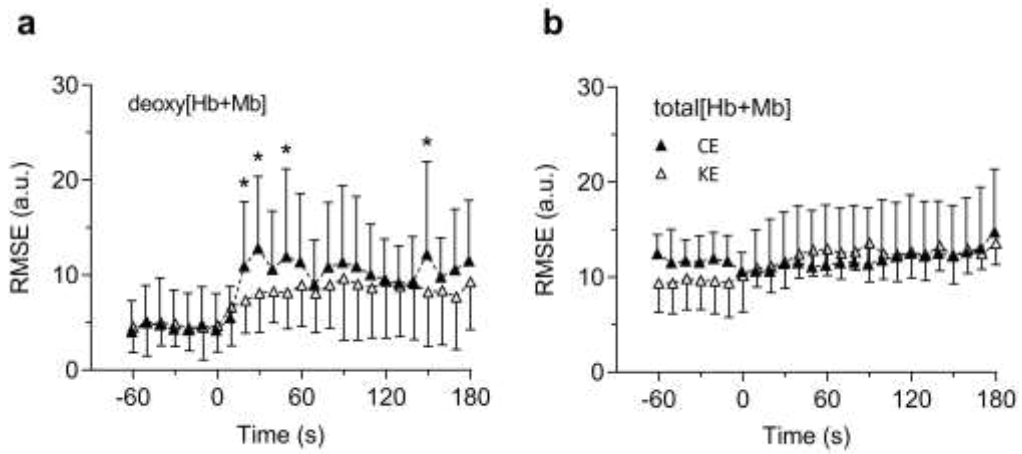 a
deoxy[Hb+Mb]
RMSE (a.u.)
30
20
10
0
* * * *
-60 0 60 120 180
Time (s)
b
total[Hb+Mb]
CE
KE
RMSE (a.u.)
30
20
10
0
-60 0 60 120 180
Time (s)